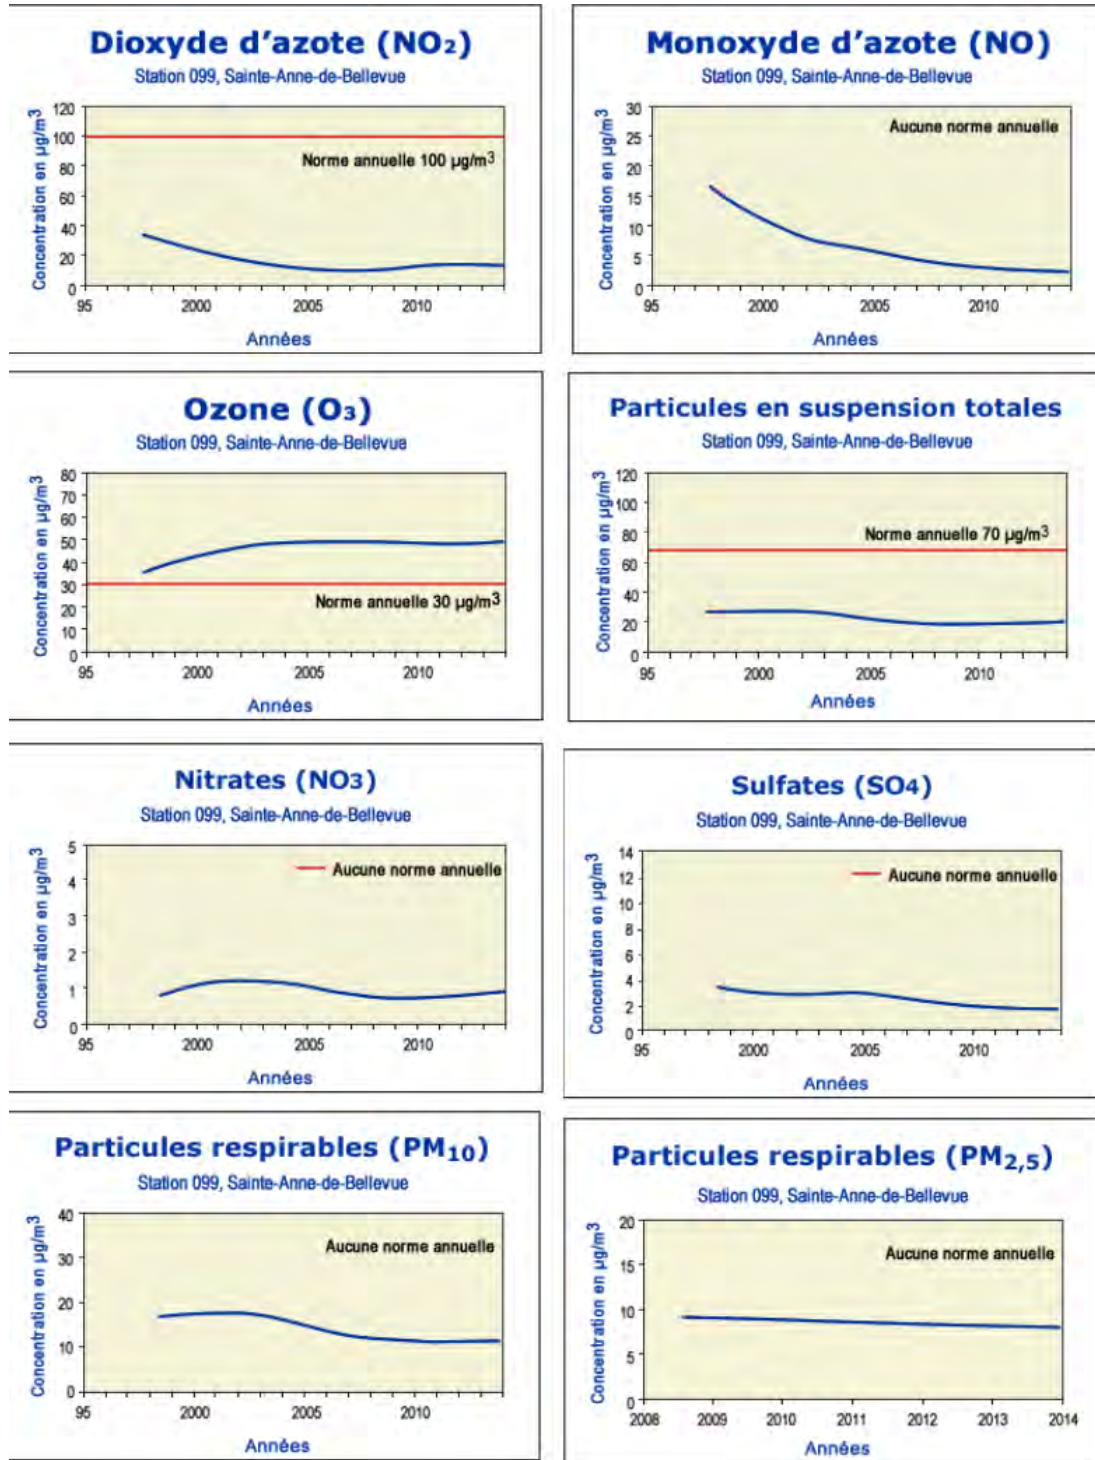 Dioxyde d'azote (NO2)
Station 099, Sainte-Anne-de-Bellevue
Concentration en µg/m3
120
100
80
60
40
20
0
Norme annuelle 100 µg/m3
95 2000 2005 2010
Années
Monoxyde d'azote (NO)
Station 099, Sainte-Anne-de-Bellevue
Concentration en µg/m3
30
25
20
15
10
5
0
Aucune norme annuelle
95 2000 2005 2010
Années
Ozone (O3)
Station 099, Sainte-Anne-de-Bellevue
Concentration en µg/m3
80
70
60
50
40
30
20
10
0
Norme annuelle 30 µg/m3
95 2000 2005 2010
Années
Particules en suspension totales
Station 099, Sainte-Anne-de-Bellevue
Concentration en µg/m3
120
100
80
60
40
20
0
Norme annuelle 70 µg/m3
95 2000 2005 2010
Années
Nitrates (NO3)
Station 099, Sainte-Anne-de-Bellevue
Concentration en µg/m3
5
4
3
2
1
0
Aucune norme annuelle
95 2000 2005 2010
Années
Sulfates (SO4)
Station 099, Sainte-Anne-de-Bellevue
Concentration en µg/m3
14
12
10
8
6
4
2
0
Aucune norme annuelle
95 2000 2005 2010
Années
Particules respirables (PM10)
Station 099, Sainte-Anne-de-Bellevue
Concentration en µg/m3
40
30
20
10
0
Aucune norme annuelle
95 2000 2005 2010
Années
Particules respirables (PM2,5)
Station 099, Sainte-Anne-de-Bellevue
Concentration en µg/m3
20
15
10
5
0
Aucune norme annuelle
2008 2009 2010 2011 2012 2013 2014
Années